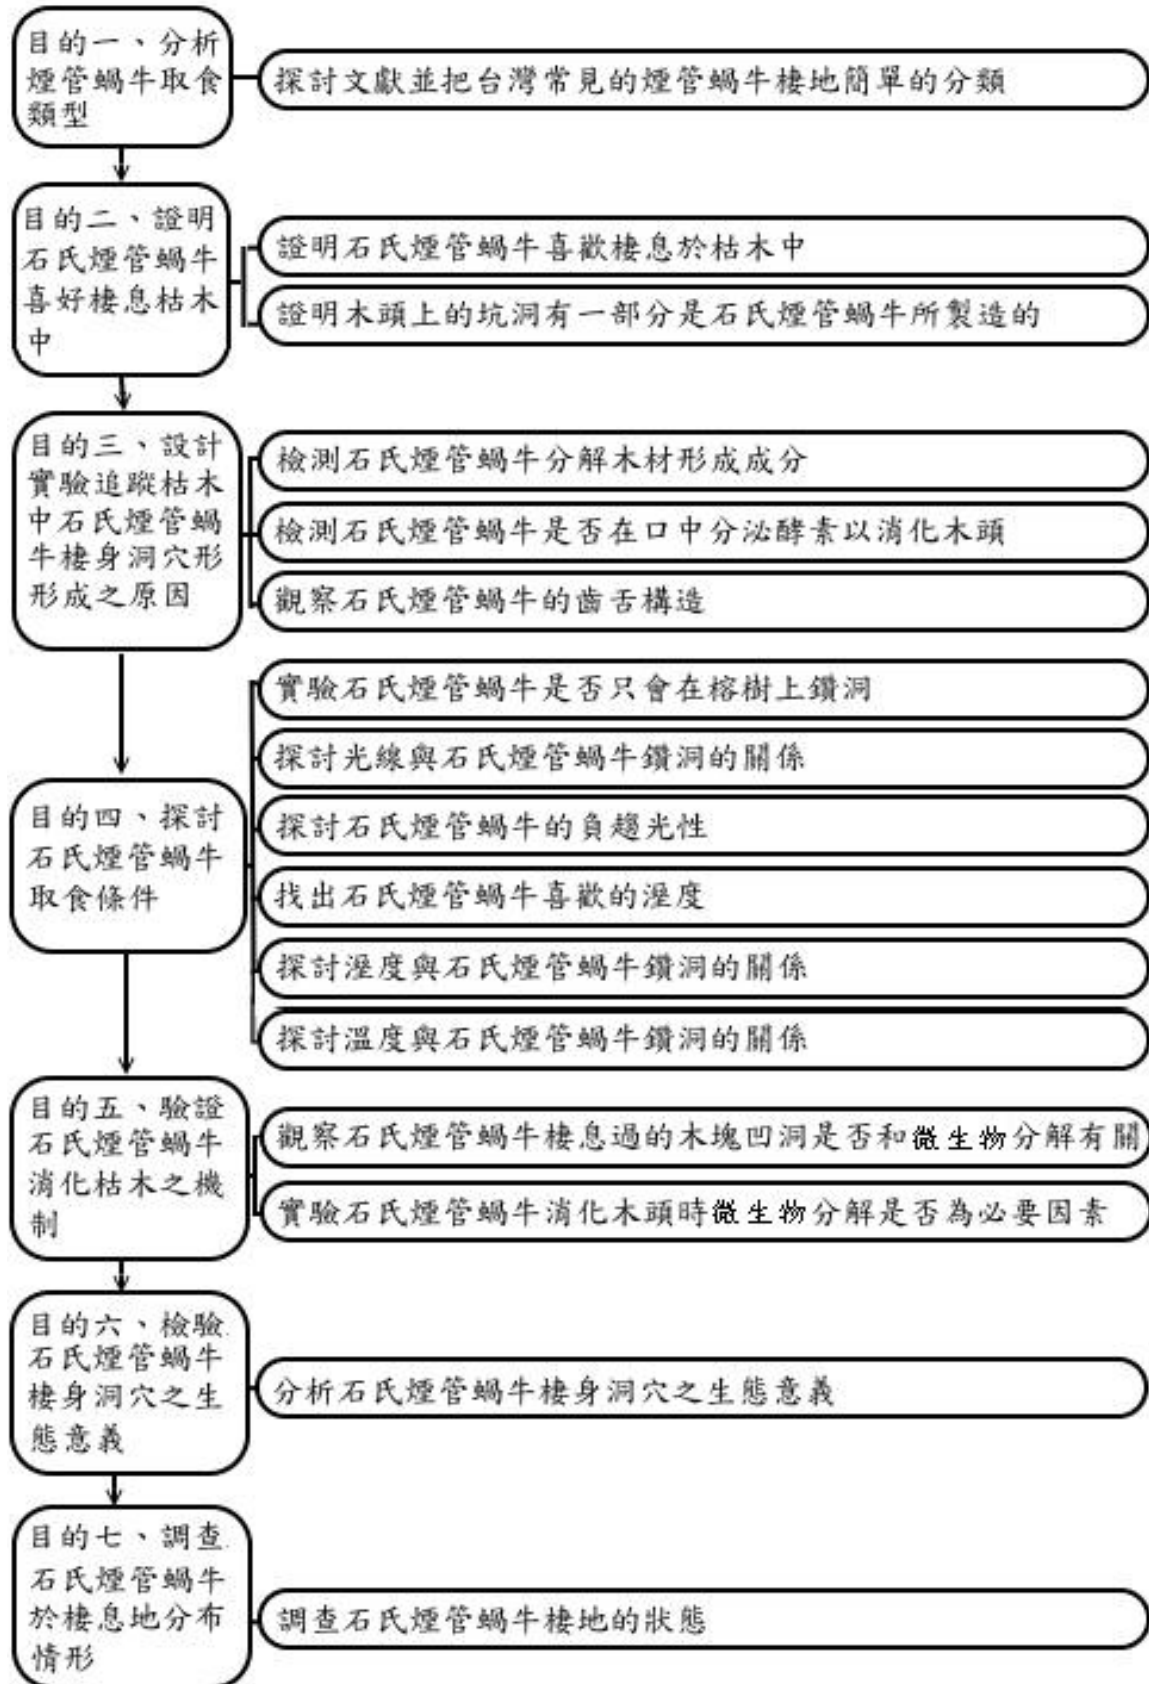 目的一、分析
煙管蝸牛取食
類型
探討文獻並把台灣常見的煙管蝸牛棲地簡單的分類
目的二、證明
石氏煙管蝸牛
喜好棲息枯木
中
證明石氏煙管蝸牛喜歡棲息於枯木中
證明木頭上的坑洞有一部分是石氏煙管蝸牛所製造的
目的三、設計
實驗追蹤枯木
中石氏煙管蝸
牛棲身洞穴形
形成之原因
檢測石氏煙管蝸牛分解木材形成成分
檢測石氏煙管蝸牛是否在口中分泌酵素以消化木頭
觀察石氏煙管蝸牛的齒舌構造
目的四、探討
石氏煙管蝸牛
取食條件
實驗石氏煙管蝸牛是否只會在榕樹上鑽洞
探討光線與石氏煙管蝸牛鑽洞的關係
探討石氏煙管蝸牛的負趨光性
找出石氏煙管蝸牛喜歡的溼度
探討溼度與石氏煙管蝸牛鑽洞的關係
探討溫度與石氏煙管蝸牛鑽洞的關係
目的五、驗證
石氏煙管蝸牛
消化枯木之機
制
觀察石氏煙管蝸牛棲息過的木塊凹洞是否和微生物分解有關
實驗石氏煙管蝸牛消化木頭時微生物分解是否為必要因素
目的六、檢驗
石氏煙管蝸牛
棲身洞穴之生
態意義
分析石氏煙管蝸牛棲身洞穴之生態意義
目的七、調查
石氏煙管蝸牛
於棲息地分布
情形
調查石氏煙管蝸牛棲地的狀態